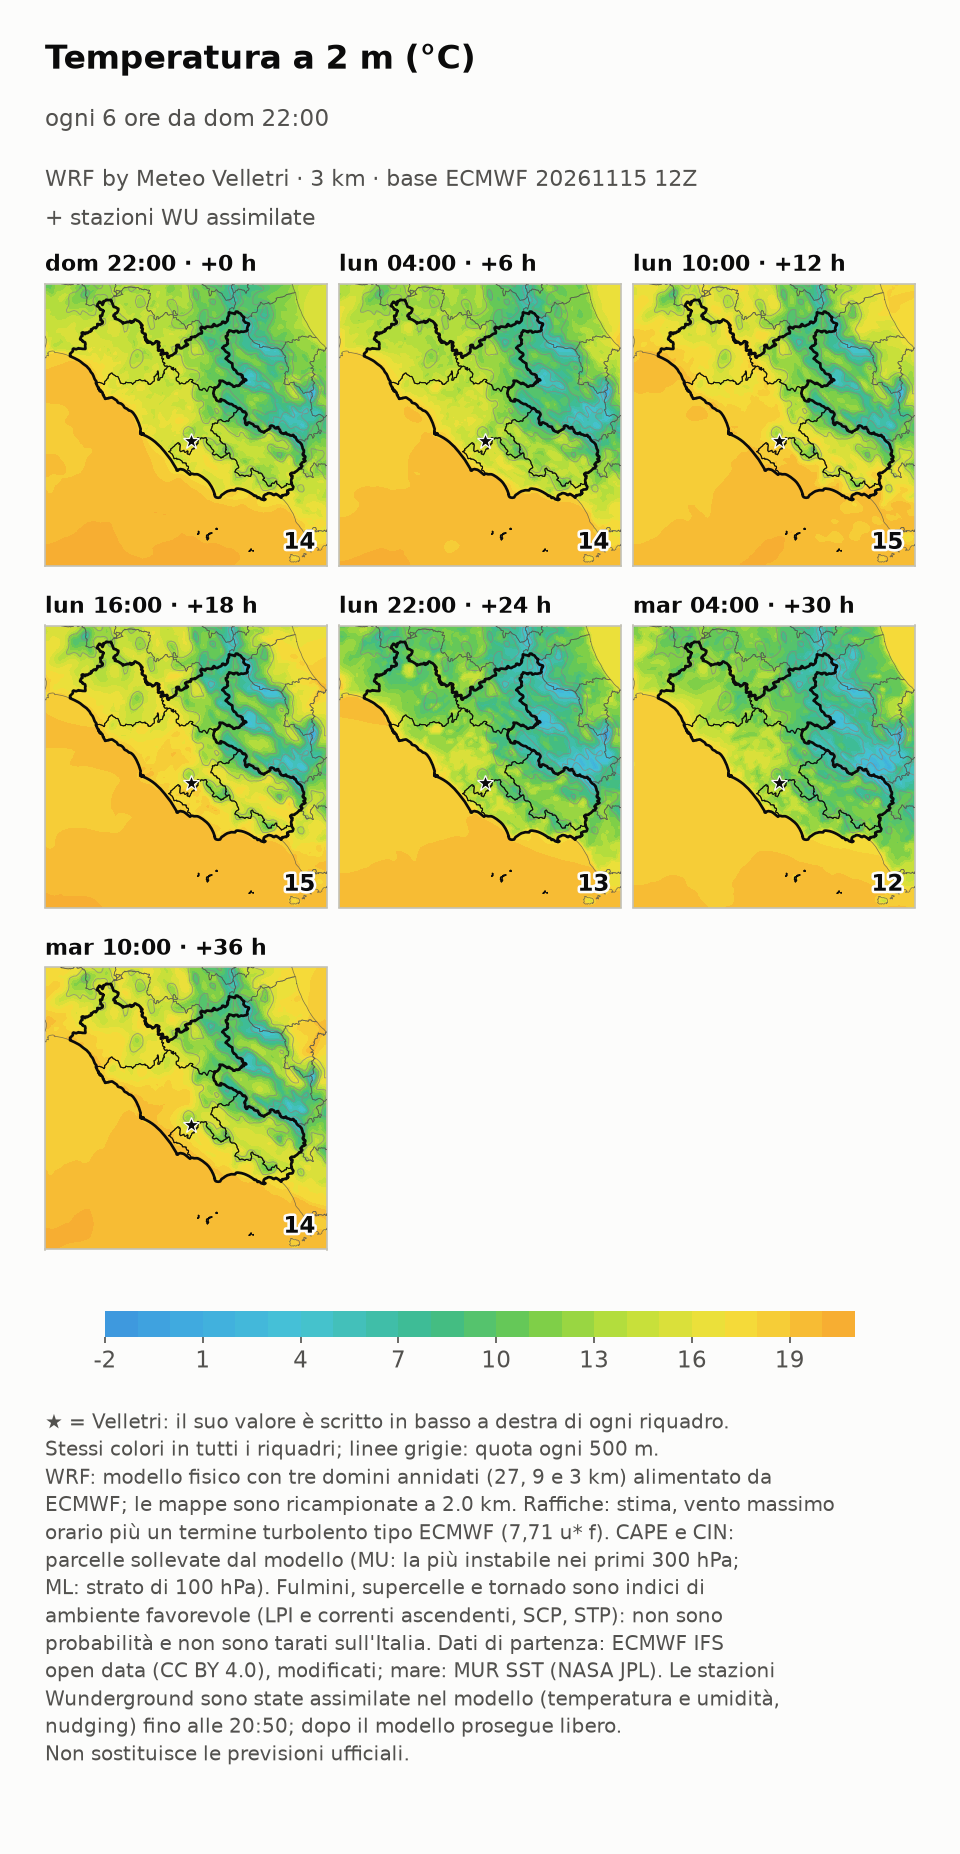 Temperatura a 2 m (°C)
ogni 6 ore da dom 22:00
WRF by Meteo Velletri · 3 km · base ECMWF 20261115 12Z
+ stazioni WU assimilate
dom 22:00 · +0 h
lun 04:00 · +6 h
lun 10:00 · +12 h
14
14
15
lun 16:00 · +18 h
lun 22:00 · +24 h
mar 04:00 · +30 h
15
13
12
mar 10:00 · +36 h
14
-2 1 4 7 10 13 16 19
★ = Velletri: il suo valore è scritto in basso a destra di ogni riquadro.
Stessi colori in tutti i riquadri; linee grigie: quota ogni 500 m.
WRF: modello fisico con tre domini annidati (27, 9 e 3 km) alimentato da
ECMWF; le mappe sono ricampionate a 2.0 km. Raffiche: stima, vento massimo
orario più un termine turbolento tipo ECMWF (7,71 u* f). CAPE e CIN:
parcelle sollevate dal modello (MU: la più instabile nei primi 300 hPa;
ML: strato di 100 hPa). Fulmini, supercelle e tornado sono indici di
ambiente favorevole (LPI e correnti ascendenti, SCP, STP): non sono
probabilità e non sono tarati sull'Italia. Dati di partenza: ECMWF IFS
open data (CC BY 4.0), modificati; mare: MUR SST (NASA JPL). Le stazioni
Wunderground sono state assimilate nel modello (temperatura e umidità,
nudging) fino alle 20:50; dopo il modello prosegue libero.
Non sostituisce le previsioni ufficiali.